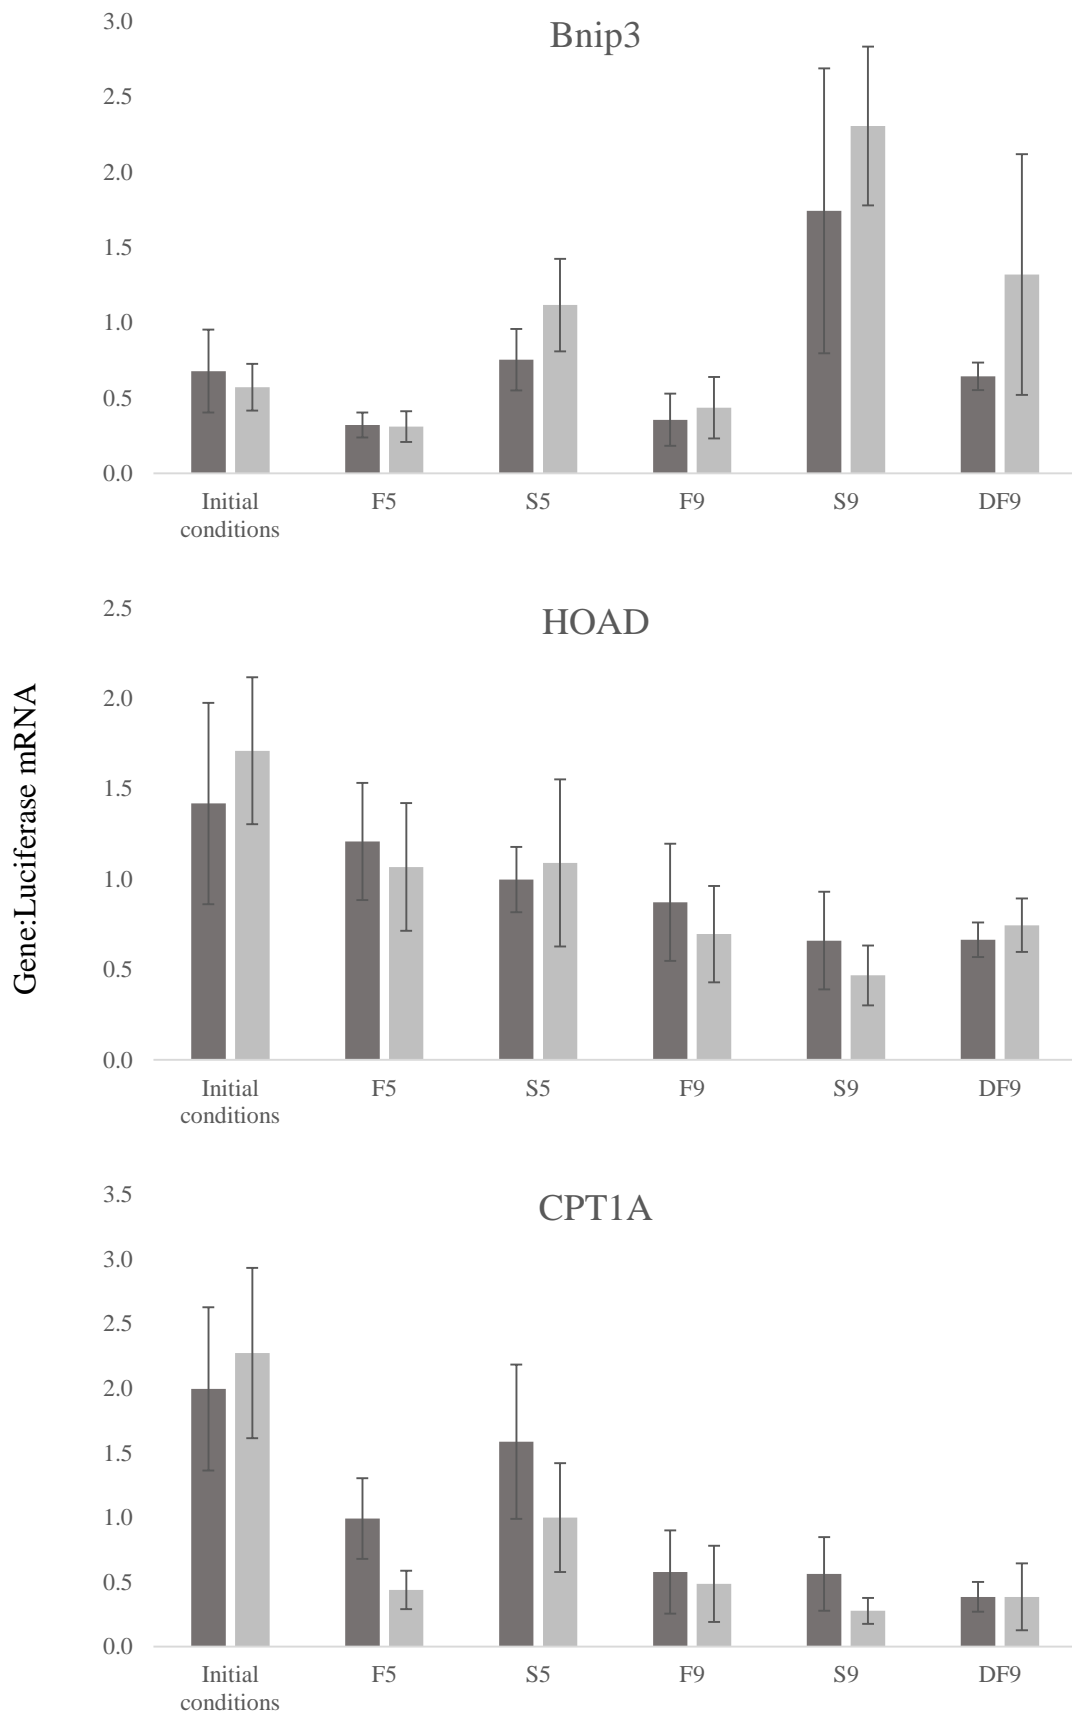 Bnip3
3.0
2.5
2.0
1.5
1.0
0.5
0.0
Initial conditions
F5
S5
F9
S9
DF9
Gene:Luciferase mRNA
HOAD
2.5
2.0
1.5
1.0
0.5
0.0
Initial conditions
F5
S5
F9
S9
DF9
CPT1A
3.5
3.0
2.5
2.0
1.5
1.0
0.5
0.0
Initial conditions
F5
S5
F9
S9
DF9